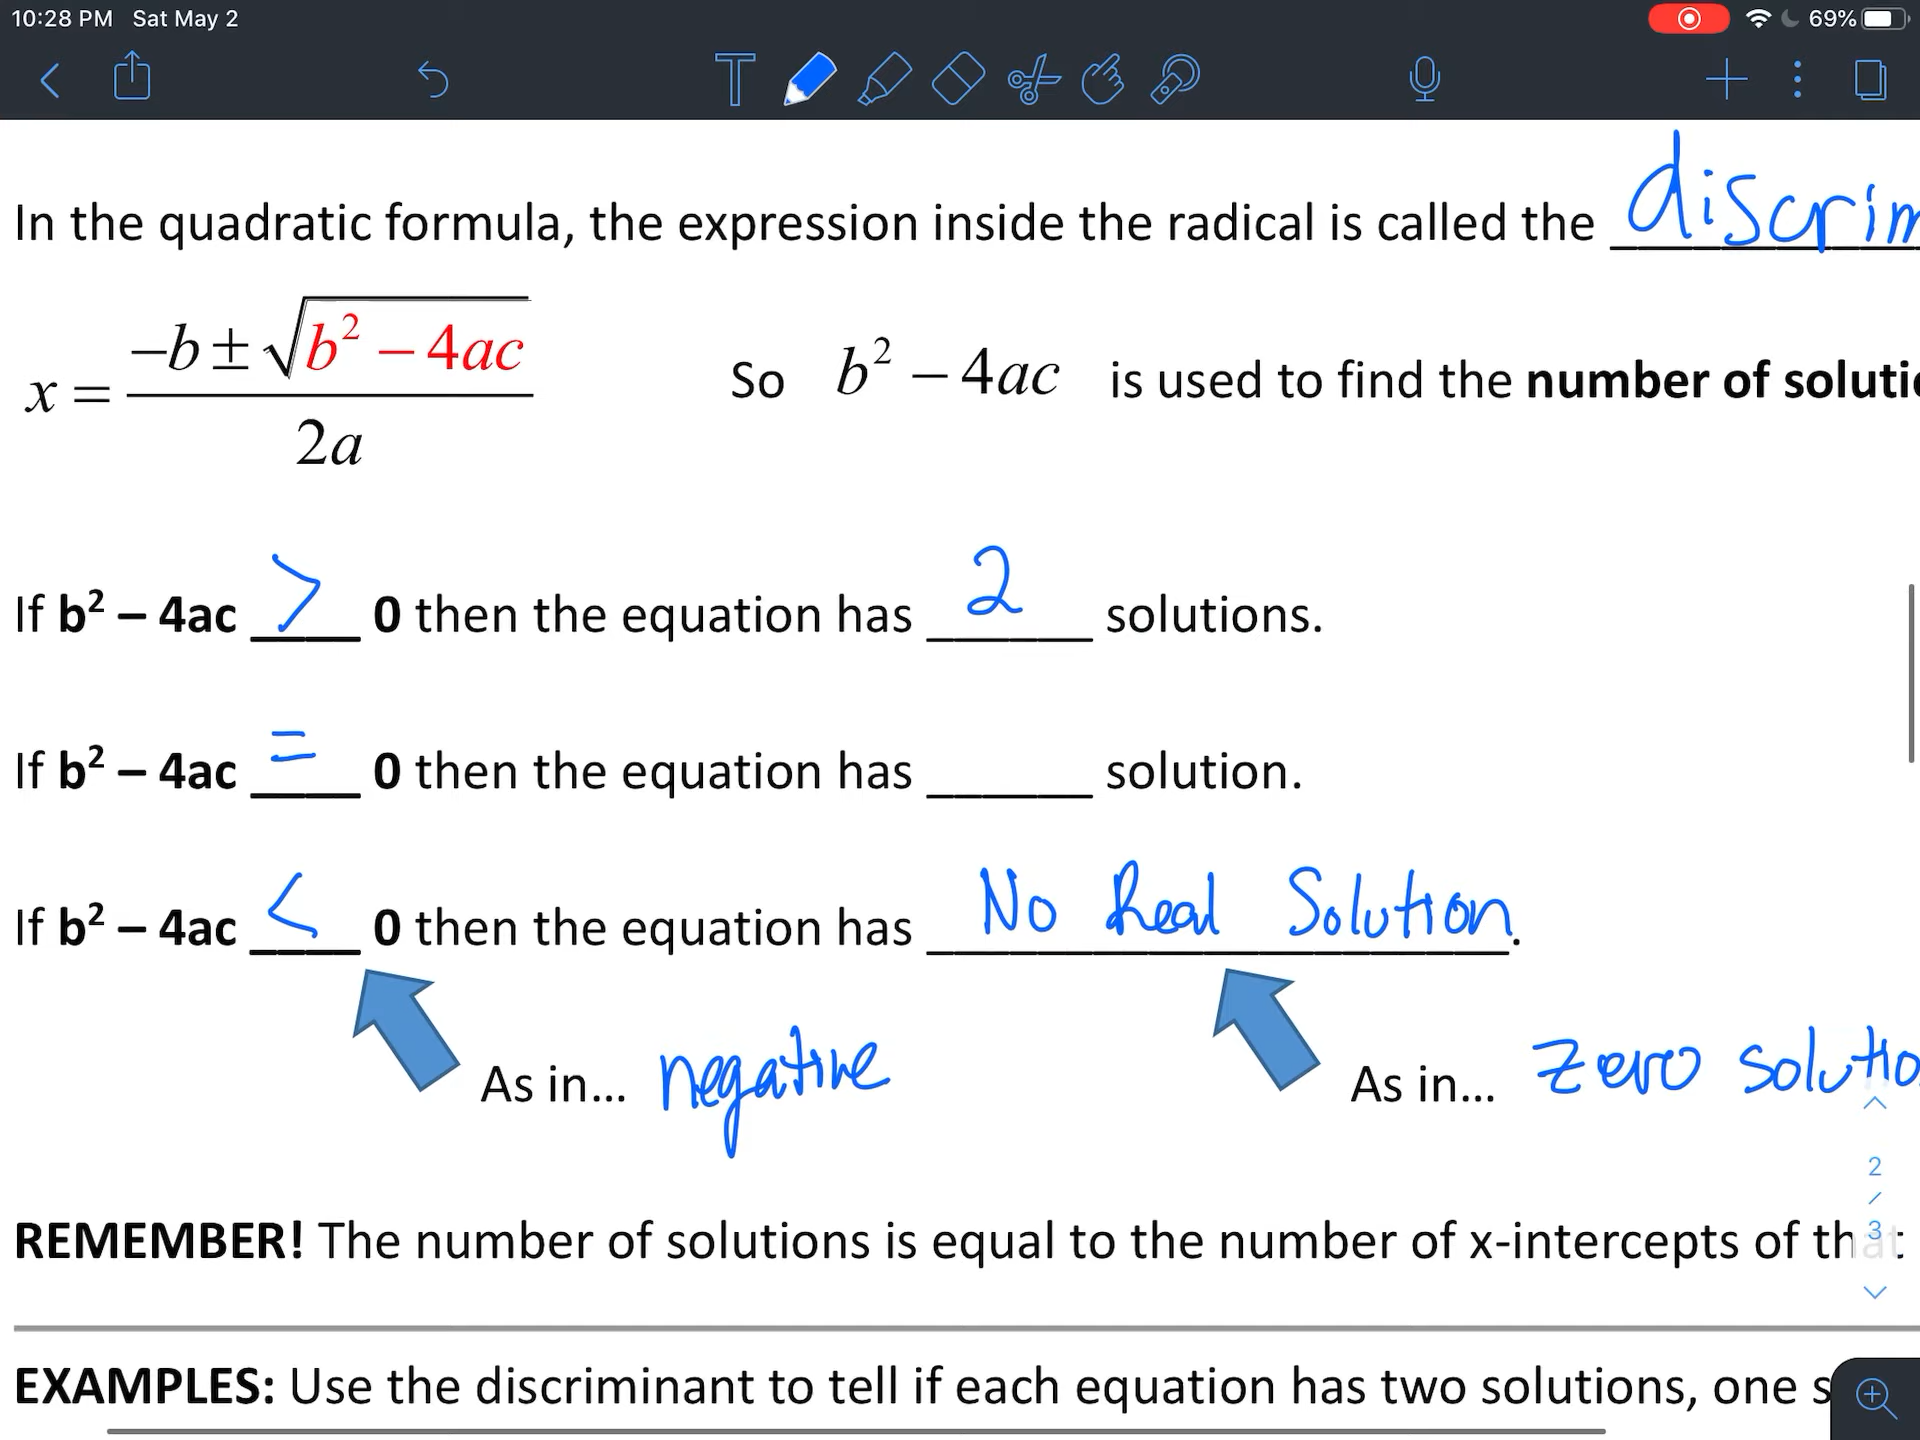 10:28 PM Sat May 2 69%
In the quadratic formula, the expression inside the radical is called the discrim
x = (-b ± √(b² − 4ac)) / 2a So b² − 4ac is used to find the number of soluti
If b² – 4ac > 0 then the equation has 2 solutions.
If b² – 4ac = 0 then the equation has ______ solution.
If b² – 4ac < 0 then the equation has No Real Solution.
As in... negative As in... zero solutio
2 / 3
REMEMBER! The number of solutions is equal to the number of x-intercepts of that
EXAMPLES: Use the discriminant to tell if each equation has two solutions, one s